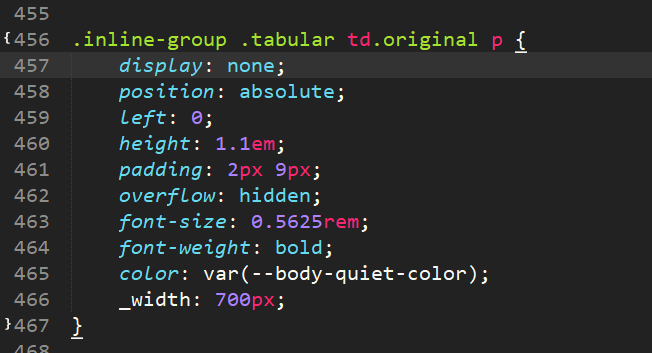 455
{456 .inline-group .tabular td.original p {
457 display: none;
458 position: absolute;
459 left: 0;
460 height: 1.1em;
461 padding: 2px 9px;
462 overflow: hidden;
463 font-size: 0.5625rem;
464 font-weight: bold;
465 color: var(--body-quiet-color);
466 _width: 700px;
}467 }
468